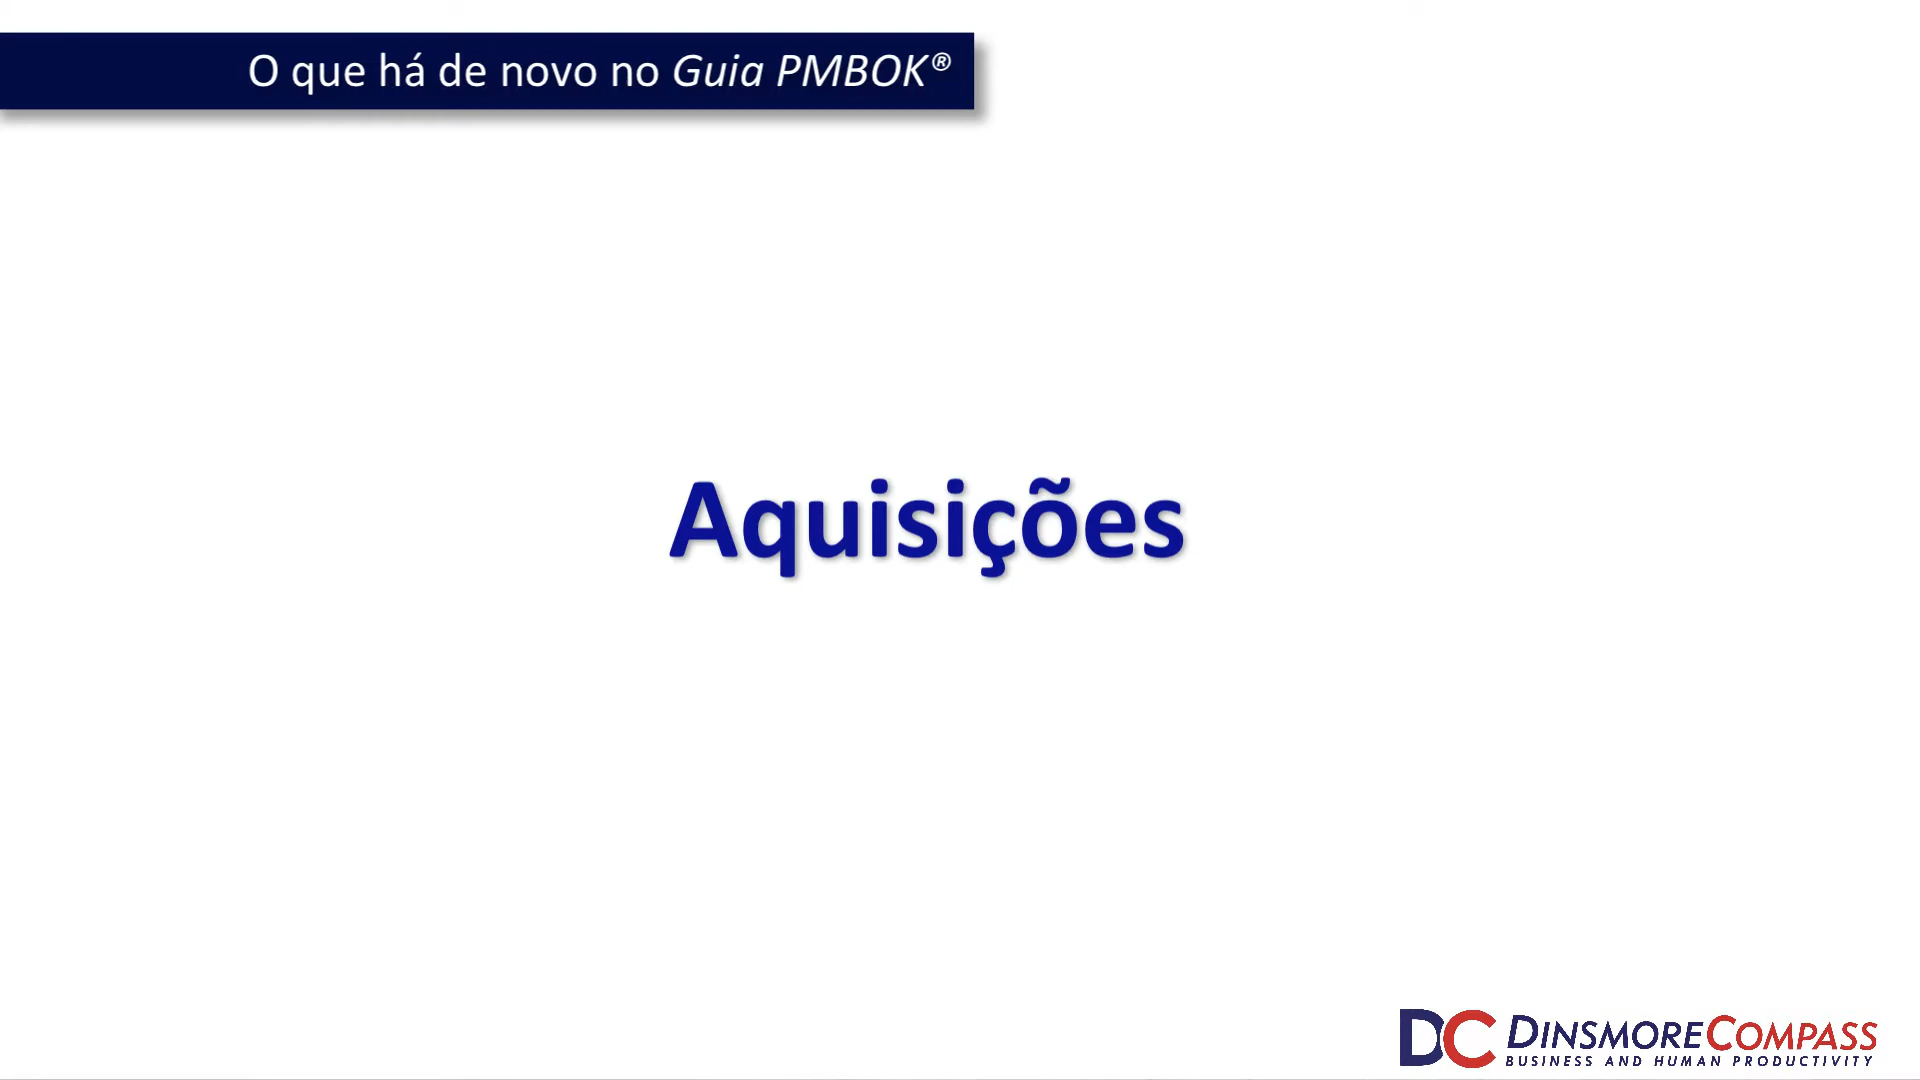 O que há de novo no Guia PMBOK®
Aquisições
DC DINSMORECOMPASS
BUSINESS AND HUMAN PRODUCTIVITY